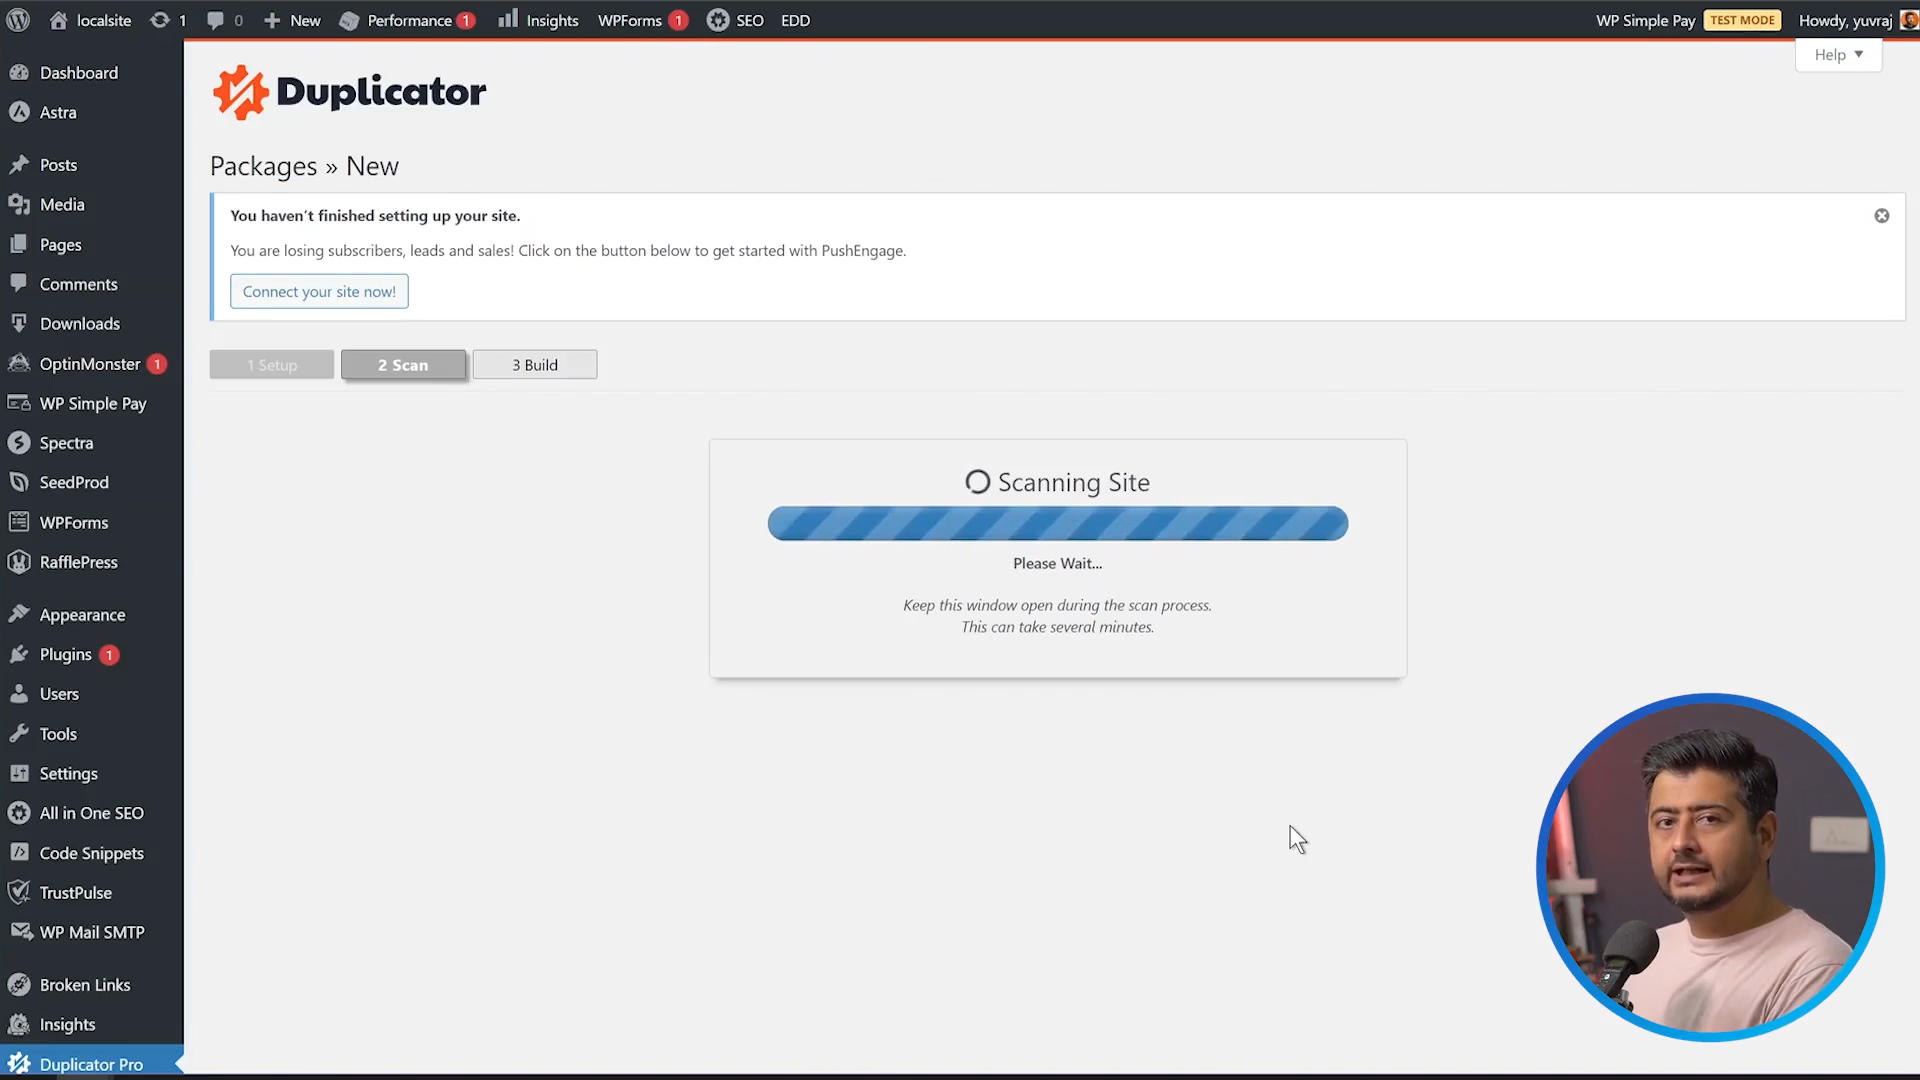 localsite 1 0 New Performance 1 Insights WPForms 1 SEO EDD WP Simple Pay TEST MODE Howdy, yuvraj
Help
Dashboard
Astra
Posts
Media
Pages
Comments
Downloads
OptinMonster 1
WP Simple Pay
Spectra
SeedProd
WPForms
RafflePress
Appearance
Plugins 1
Users
Tools
Settings
All in One SEO
Code Snippets
TrustPulse
WP Mail SMTP
Broken Links
Insights
Duplicator Pro
Duplicator
Packages » New
You haven't finished setting up your site.
You are losing subscribers, leads and sales! Click on the button below to get started with PushEngage.
Connect your site now!
1 Setup 2 Scan 3 Build
Scanning Site
Please Wait...
Keep this window open during the scan process.
This can take several minutes.